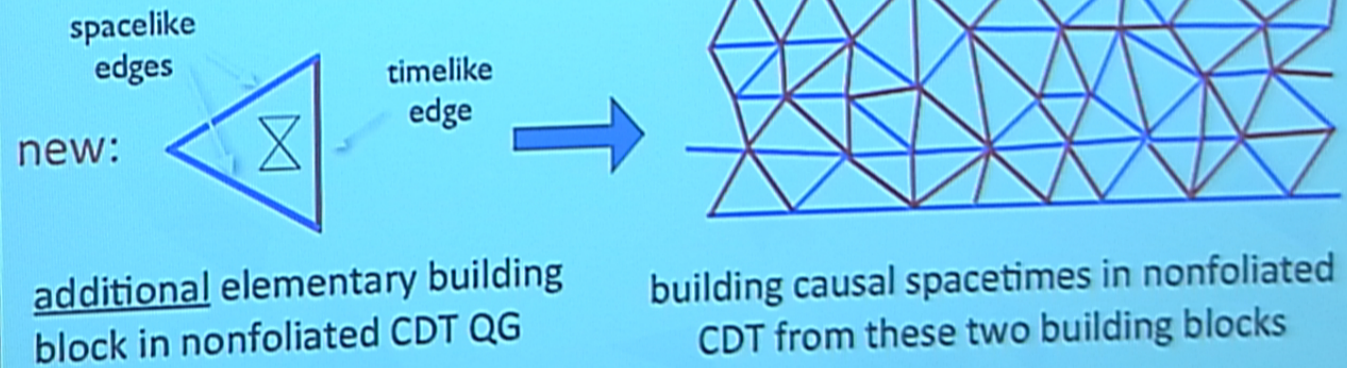 spacelike
edges
timelike
edge
new:
additional elementary building
block in nonfoliated CDT QG
building causal spacetimes in nonfoliated
CDT from these two building blocks